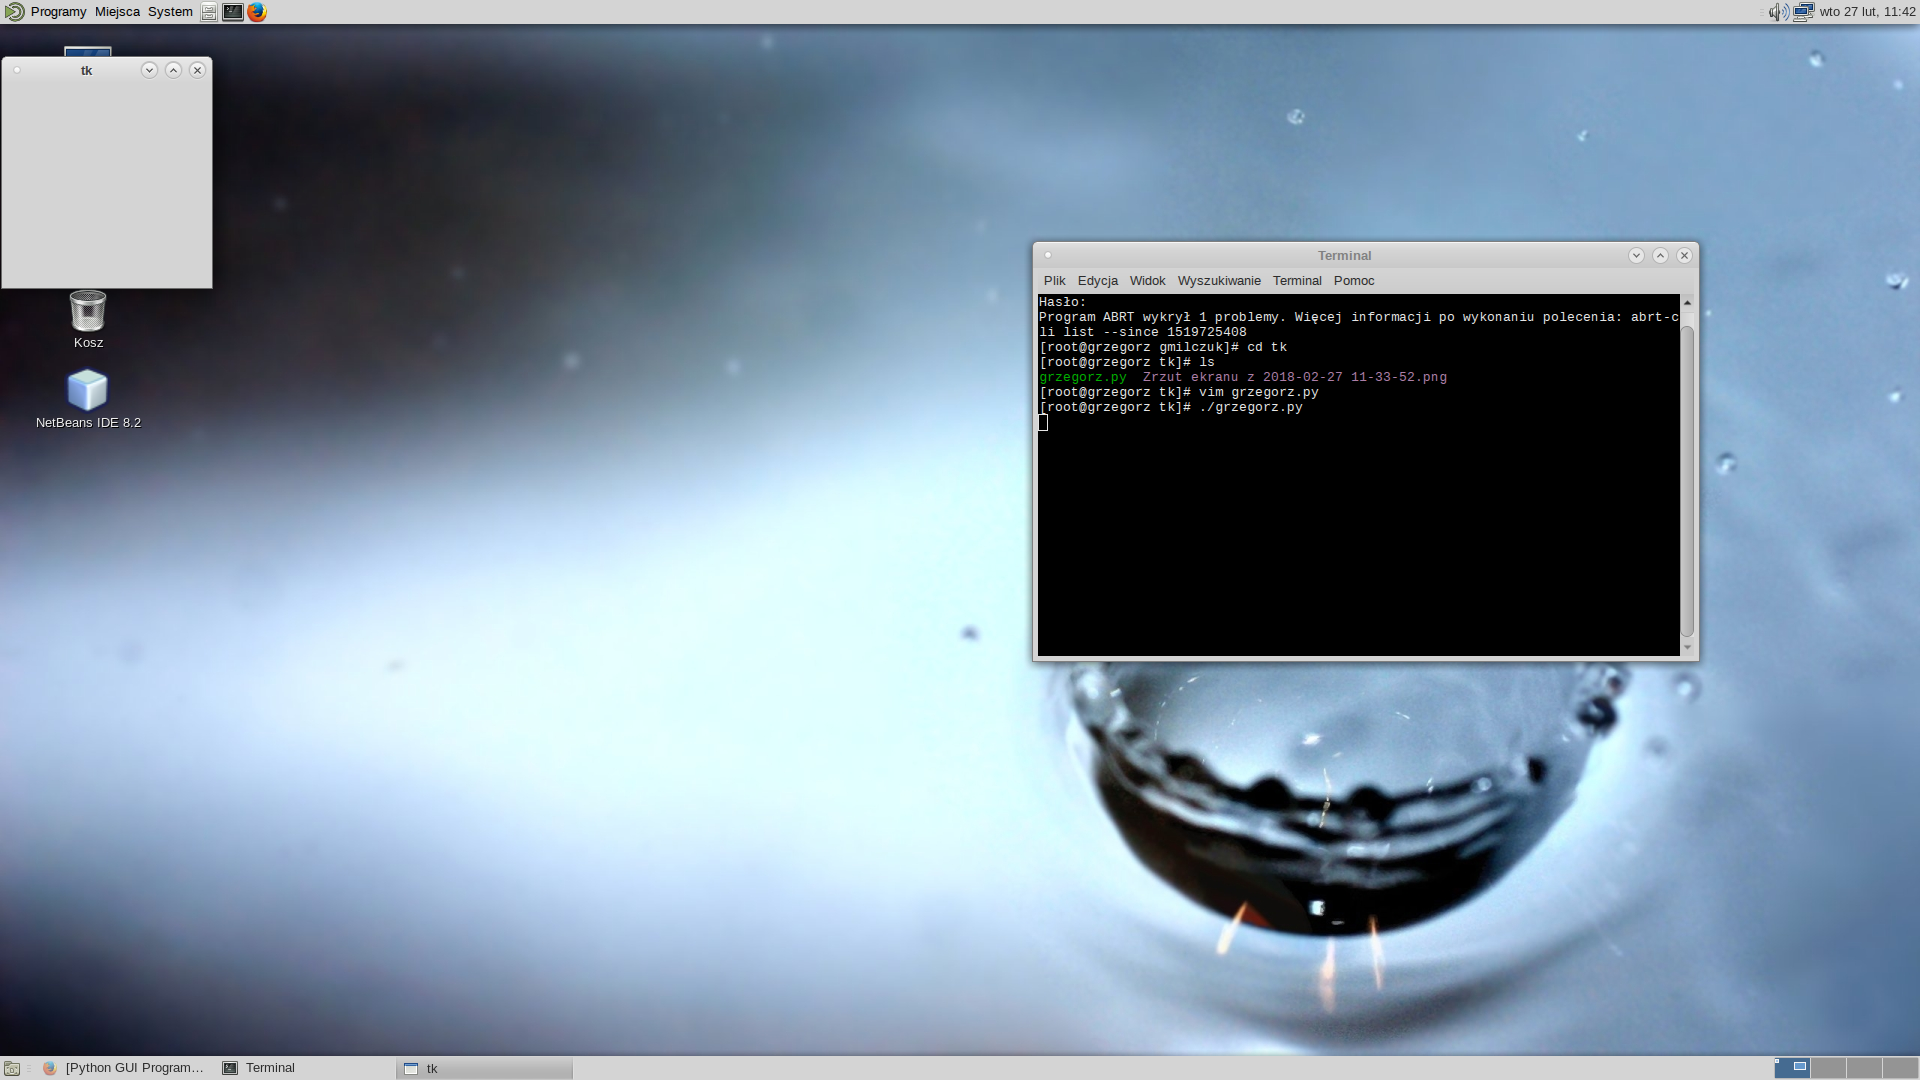 Programy Miejsca System
wto 27 lut, 11:42
tk
Kosz
NetBeans IDE 8.2
Terminal
Plik Edycja Widok Wyszukiwanie Terminal Pomoc
Hasło:
Program ABRT wykrył 1 problemy. Więcej informacji po wykonaniu polecenia: abrt-c
li list --since 1519725408
[root@grzegorz gmilczuk]# cd tk
[root@grzegorz tk]# ls
grzegorz.py  Zrzut ekranu z 2018-02-27 11-33-52.png
[root@grzegorz tk]# vim grzegorz.py
[root@grzegorz tk]# ./grzegorz.py
[Python GUI Program… Terminal tk